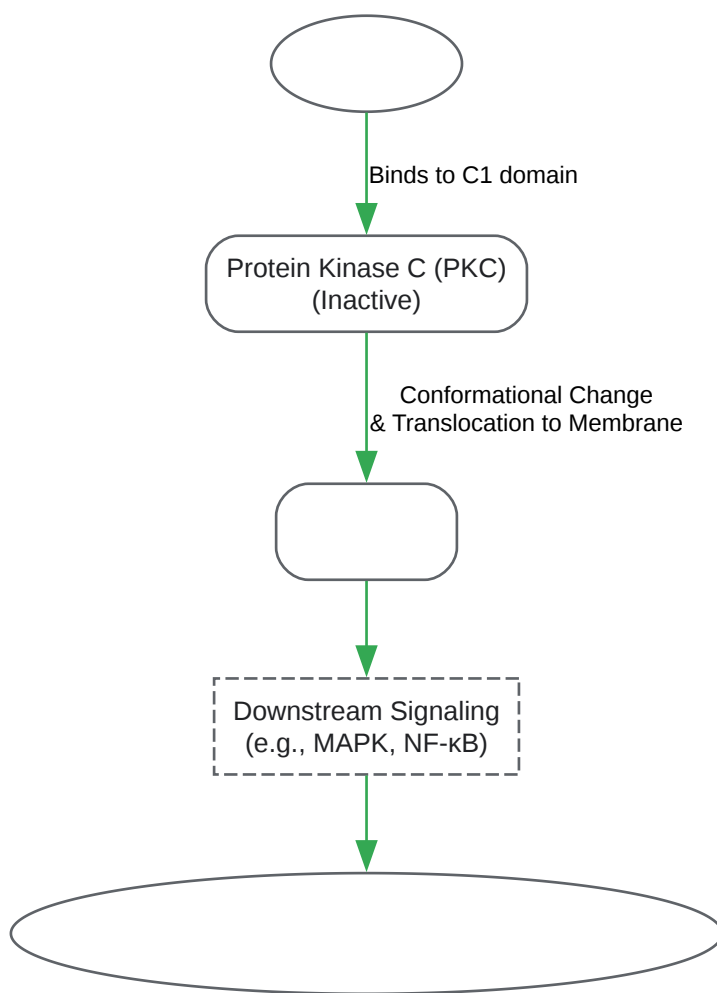 Binds to C1 domain
Protein Kinase C (PKC)
(Inactive)
Conformational Change
& Translocation to Membrane
Downstream Signaling
(e.g., MAPK, NF-κB)